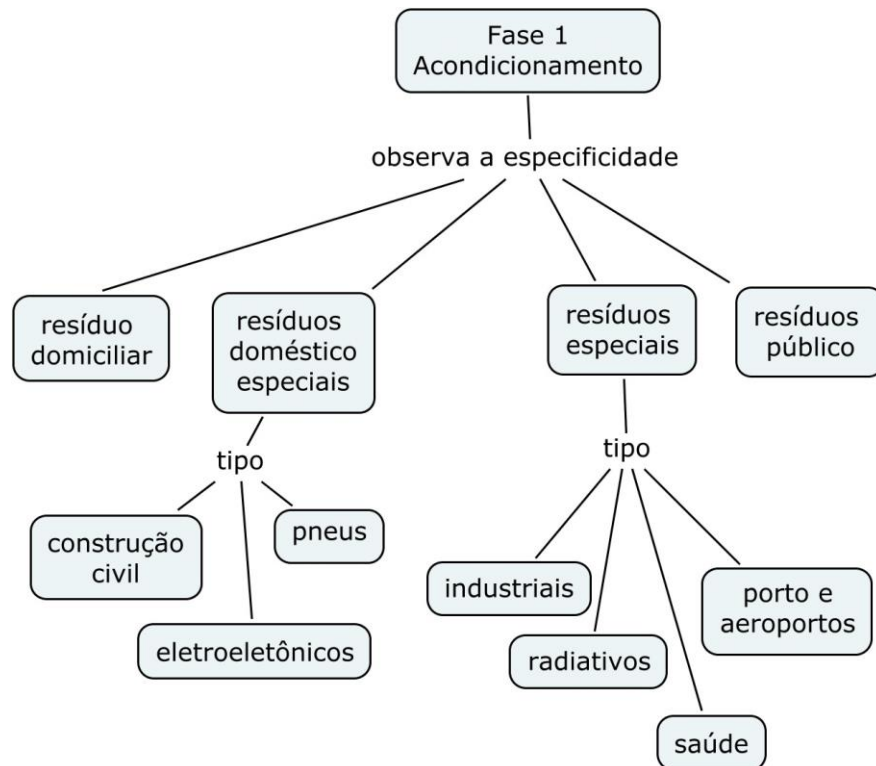 Fase 1
Acondicionamento
observa a especificidade
resíduo
domiciliar
resíduos
doméstico
especiais
resíduos
especiais
resíduos
público
tipo
construção
civil
pneus
eletroeletônicos
tipo
industriais
radiativos
porto e
aeroportos
saúde